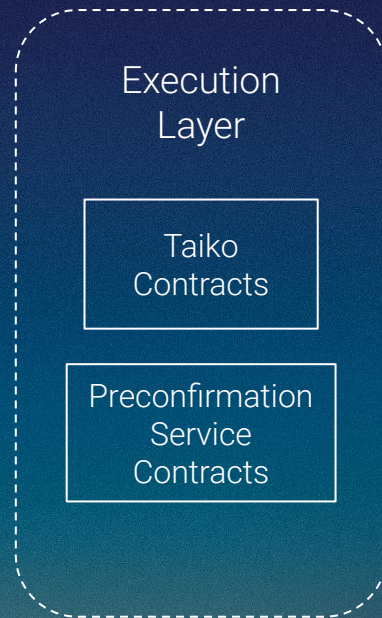 Execution
Layer
Taiko
Contracts
Preconfirmation
Service
Contracts